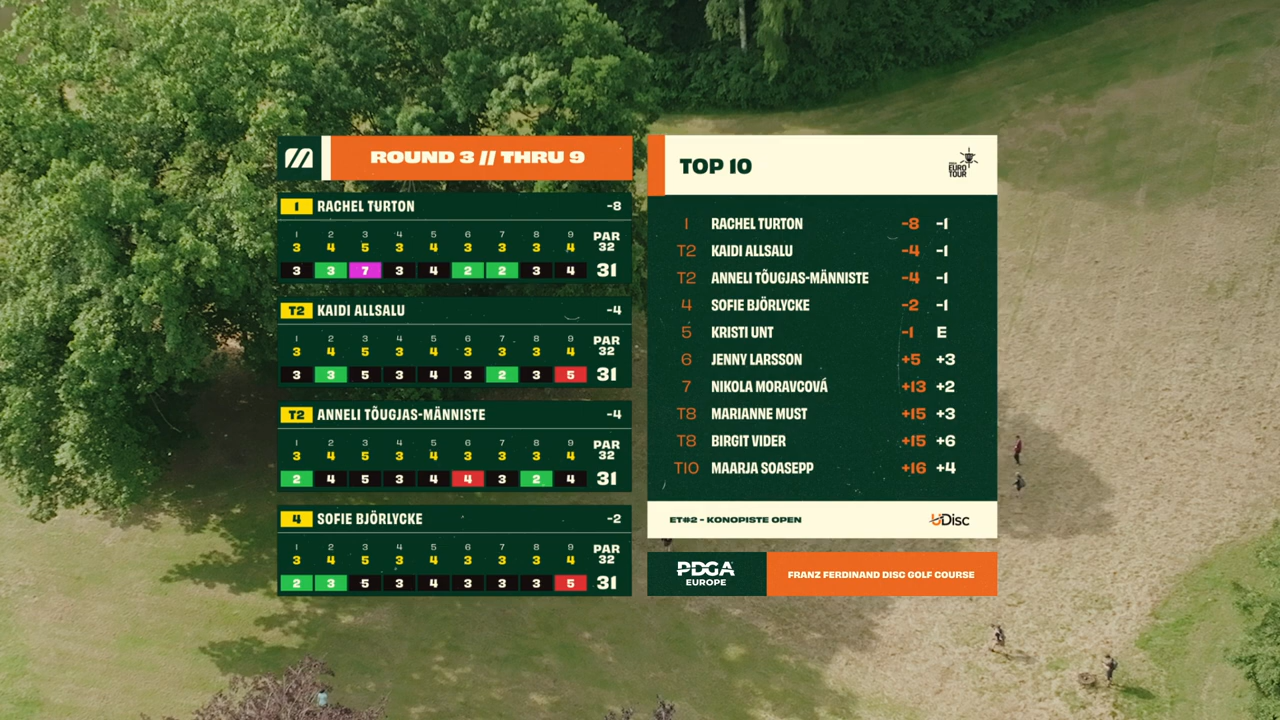 ROUND 3 // THRU 9
1 RACHEL TURTON -8
1 2 3 4 5 6 7 8 9 PAR
3 4 5 3 4 3 3 3 4 32
3 3 7 3 4 2 2 3 4 31
T2 KAIDI ALLSALU -4
1 2 3 4 5 6 7 8 9 PAR
3 4 5 3 4 3 3 3 4 32
3 3 5 3 4 3 2 3 5 31
T2 ANNELI TÕUGJAS-MÄNNISTE -4
1 2 3 4 5 6 7 8 9 PAR
3 4 5 3 4 3 3 3 4 32
2 4 5 3 4 4 3 2 4 31
4 SOFIE BJÖRLYCKE -2
1 2 3 4 5 6 7 8 9 PAR
3 4 5 3 4 3 3 3 4 32
2 3 5 3 4 3 3 3 5 31
TOP 10
EURO
TOUR
1 RACHEL TURTON -8 -1
T2 KAIDI ALLSALU -4 -1
T2 ANNELI TÕUGJAS-MÄNNISTE -4 -1
4 SOFIE BJÖRLYCKE -2 -1
5 KRISTI UNT -1 E
6 JENNY LARSSON +5 +3
7 NIKOLA MORAVCOVÁ +13 +2
T8 MARIANNE MUST +15 +3
T8 BIRGIT VIDER +15 +6
T10 MAARJA SOASEPP +16 +4
ET#2 - KONOPISTE OPEN
UDisc
PDGA
EUROPE
FRANZ FERDINAND DISC GOLF COURSE